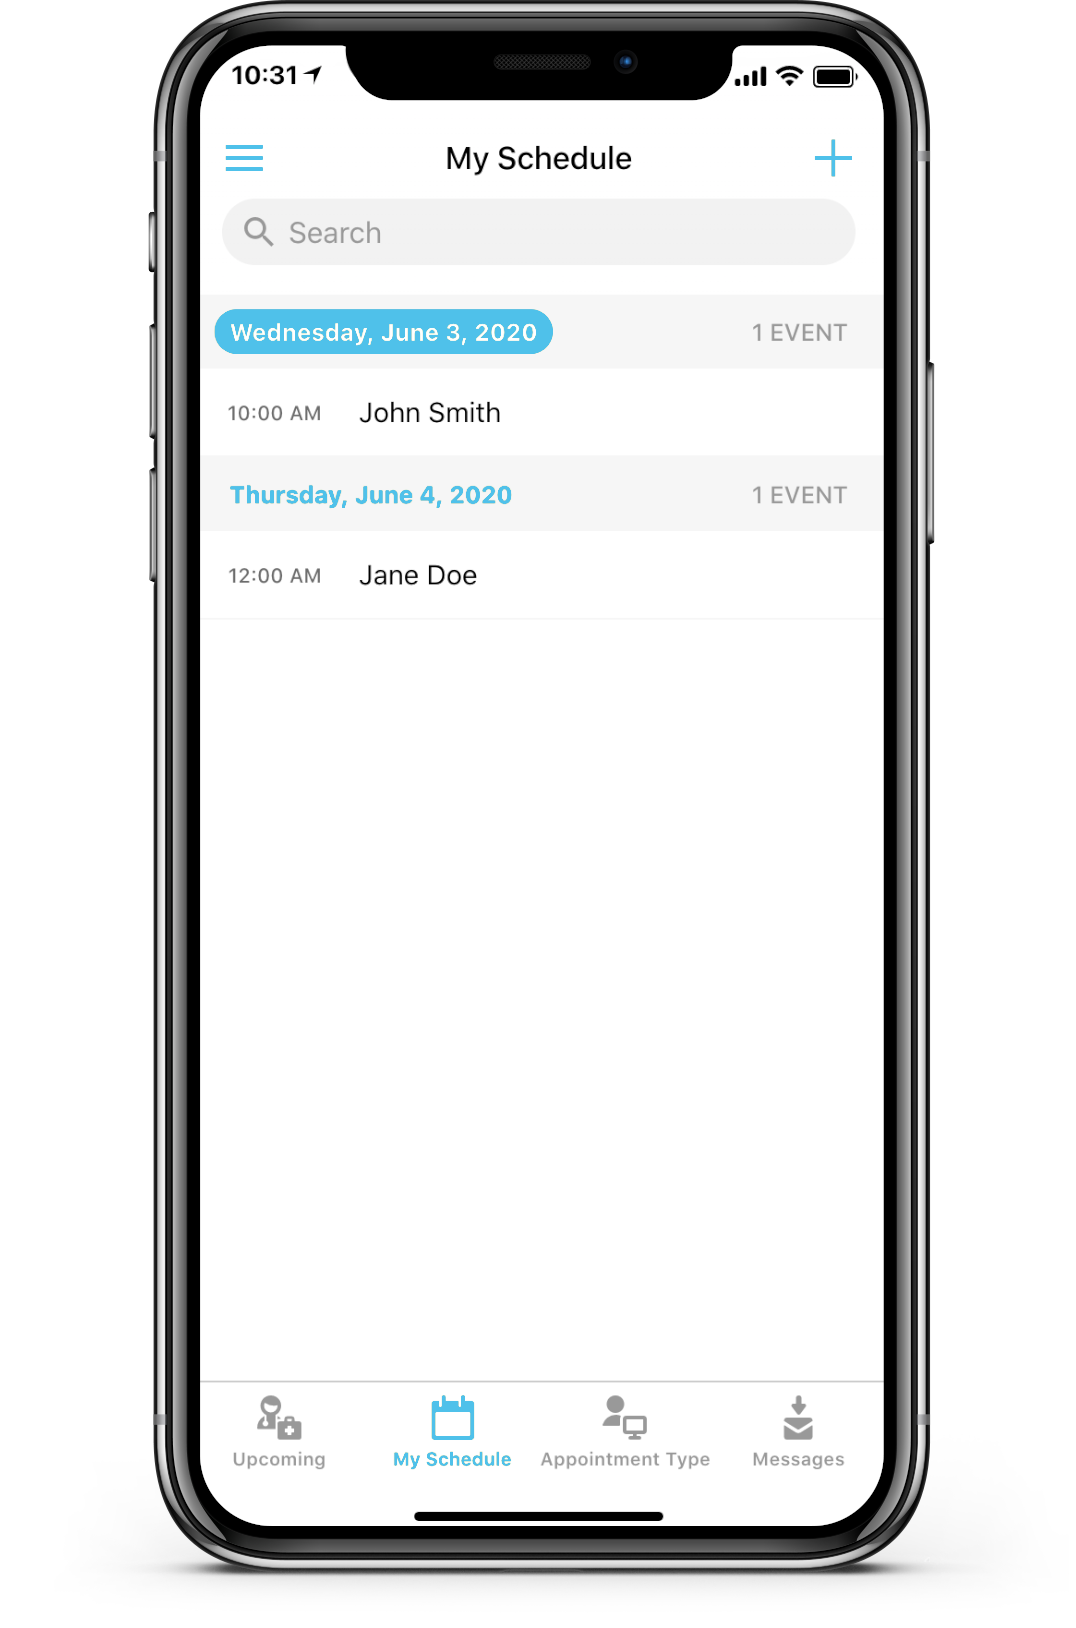 10:31
My Schedule
Search
Wednesday, June 3, 2020 1 EVENT
10:00 AM John Smith
Thursday, June 4, 2020 1 EVENT
12:00 AM Jane Doe
Upcoming My Schedule Appointment Type Messages